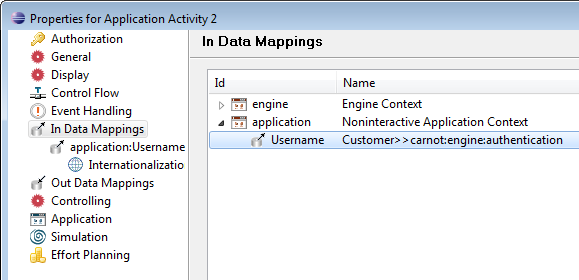 Properties for Application Activity 2
Authorization
General
Display
Control Flow
Event Handling
In Data Mappings
application:Username
Internationalizatio
Out Data Mappings
Controlling
Application
Simulation
Effort Planning
In Data Mappings
Id Name
engine Engine Context
application Noninteractive Application Context
Username Customer>>carnot:engine:authentication